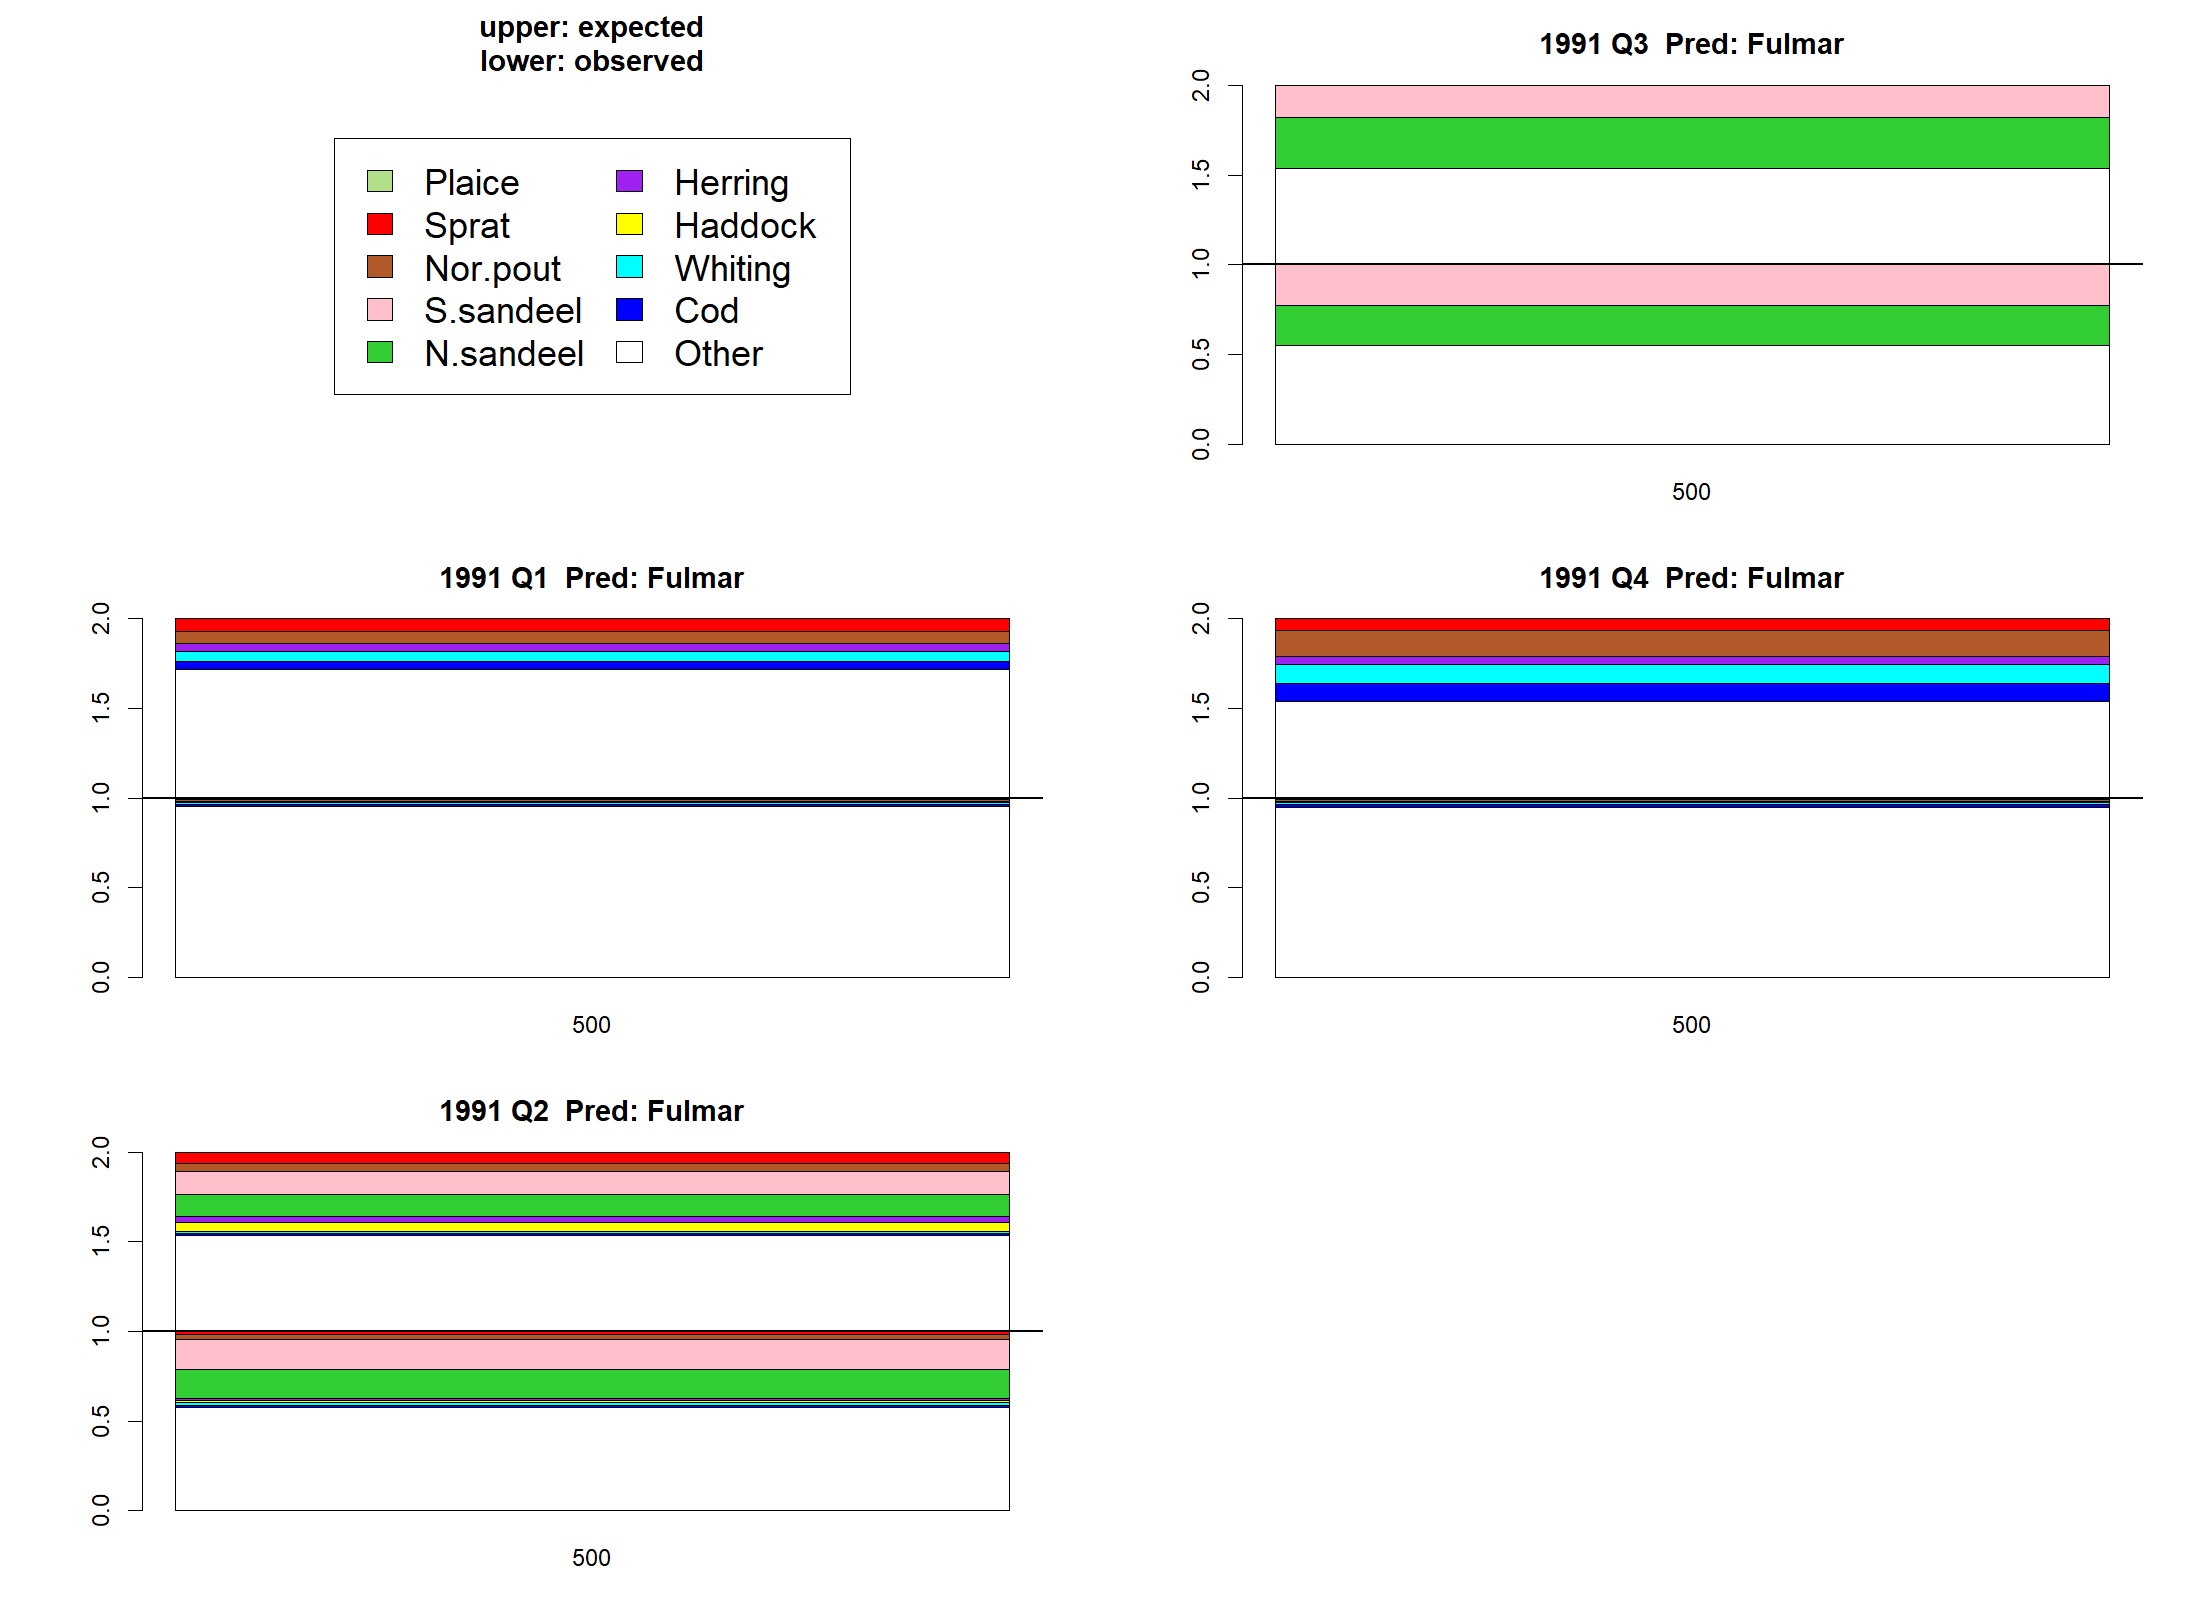 upper: expected
lower: observed
Plaice
Sprat
Nor.pout
S.sandeel
N.sandeel
Herring
Haddock
Whiting
Cod
Other
1991 Q1  Pred: Fulmar
2.0
1.5
1.0
0.5
0.0
500
1991 Q2  Pred: Fulmar
2.0
1.5
1.0
0.5
0.0
500
1991 Q3  Pred: Fulmar
2.0
1.5
1.0
0.5
0.0
500
1991 Q4  Pred: Fulmar
2.0
1.5
1.0
0.5
0.0
500